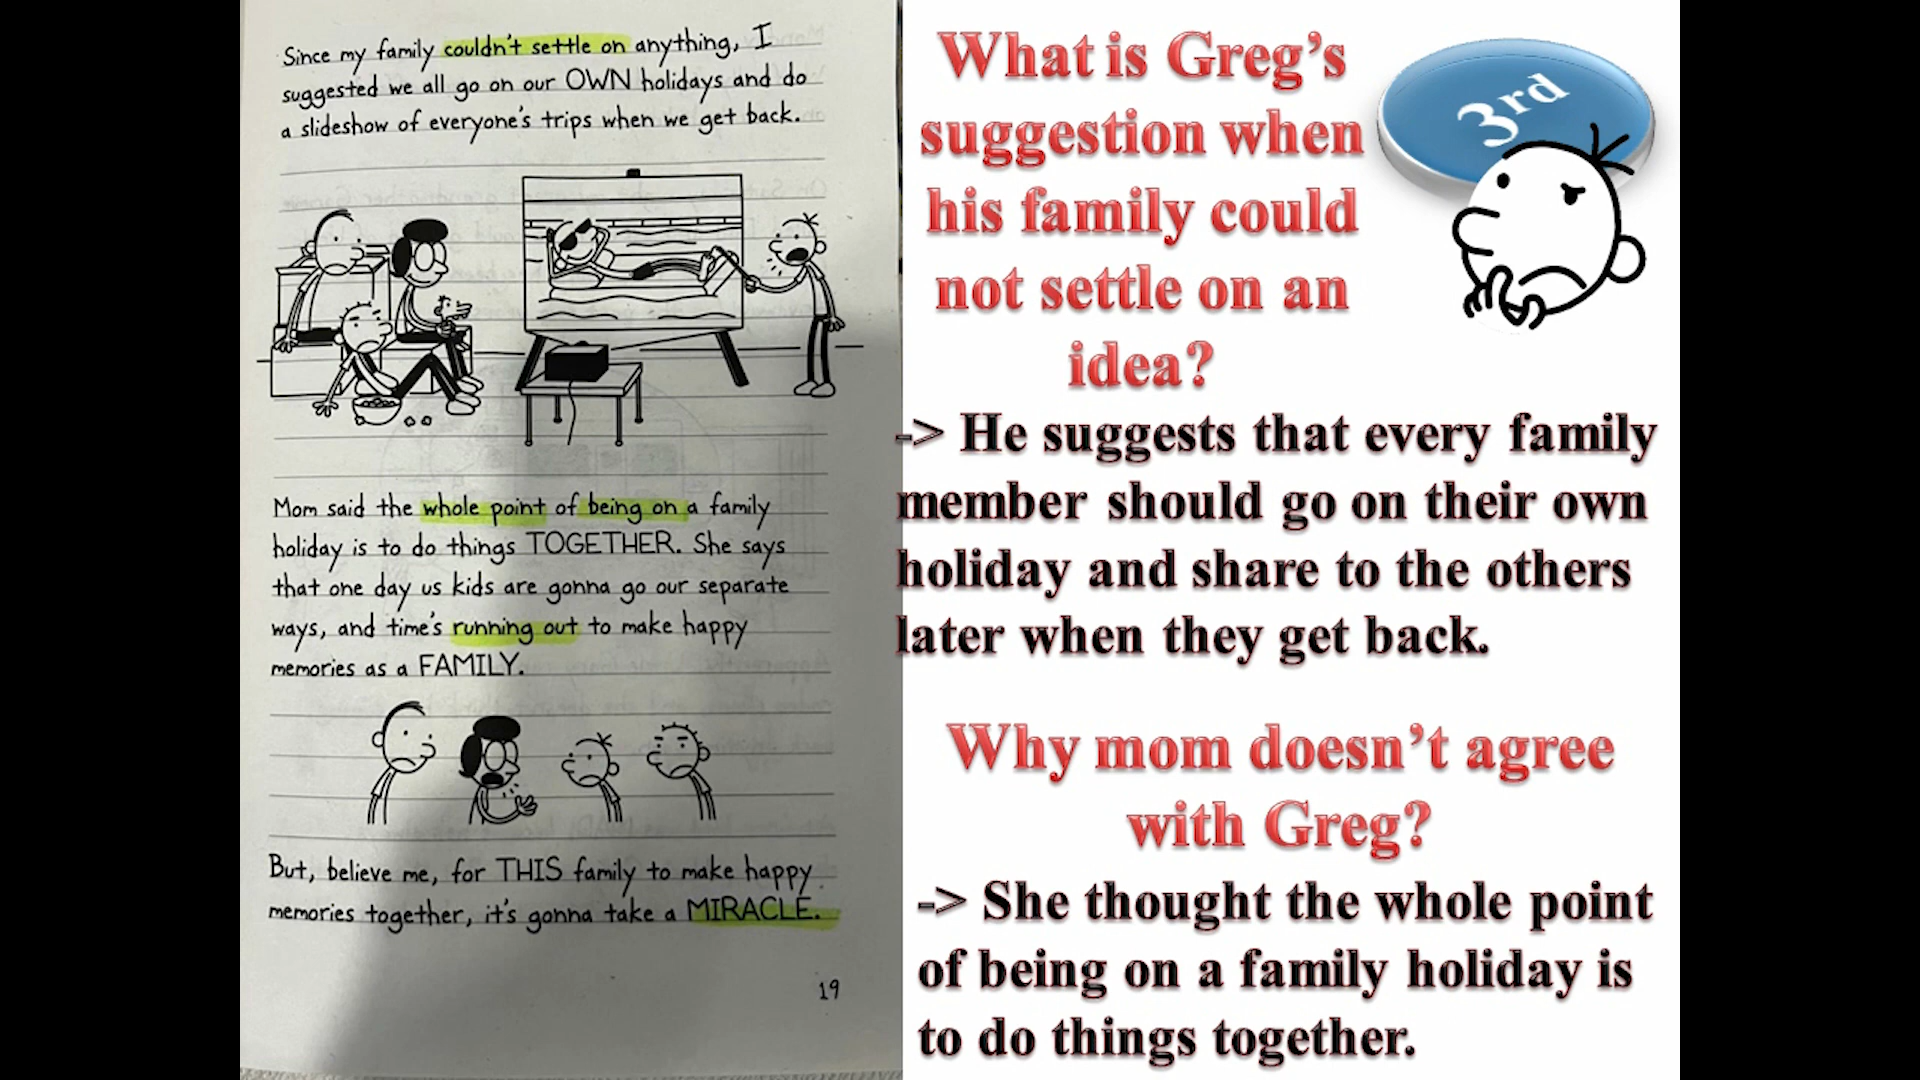 Since my family couldn't settle on anything, I
suggested we all go on our OWN holidays and do
a slideshow of everyone's trips when we get back.
Mom said the whole point of being on a family
holiday is to do things TOGETHER. She says
that one day us kids are gonna go our separate
ways, and time's running out to make happy
memories as a FAMILY.
But, believe me, for THIS family to make happy
memories together, it's gonna take a MIRACLE.
19
What is Greg's
suggestion when
his family could
not settle on an
idea?
3rd
-> He suggests that every family
member should go on their own
holiday and share to the others
later when they get back.
Why mom doesn't agree
with Greg?
-> She thought the whole point
of being on a family holiday is
to do things together.